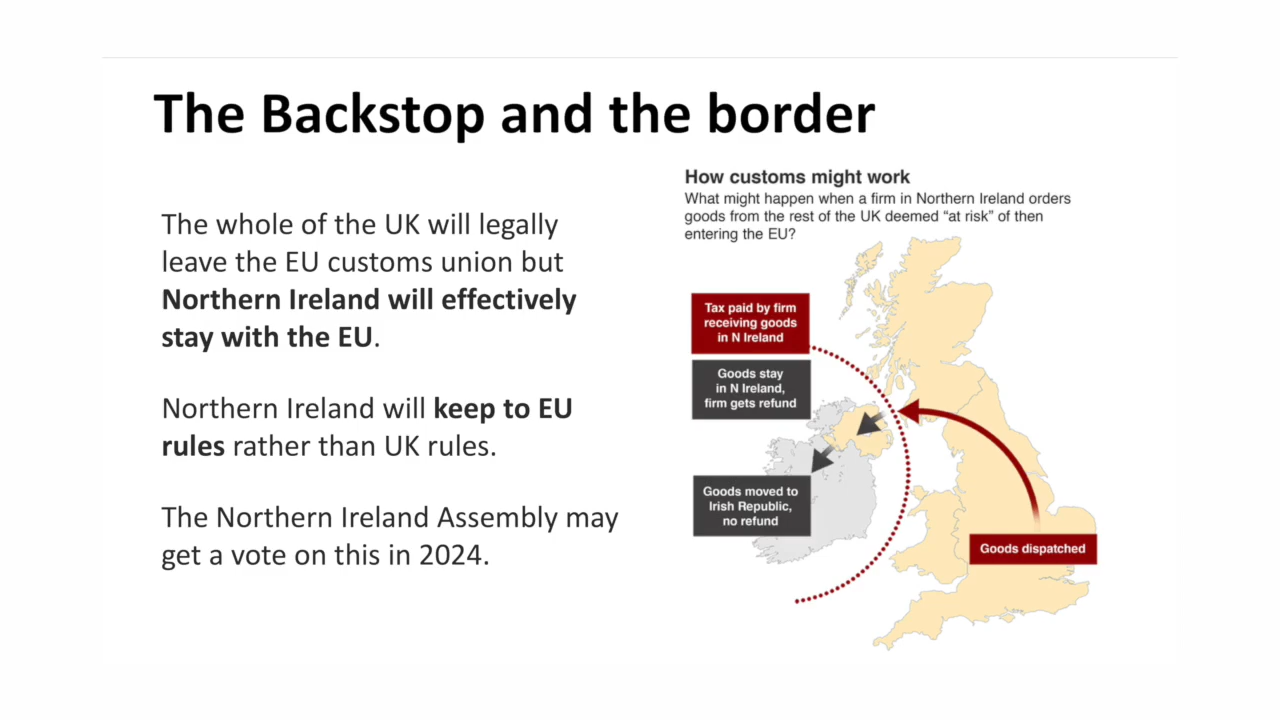 The Backstop and the border
The whole of the UK will legally
leave the EU customs union but
Northern Ireland will effectively
stay with the EU.
Northern Ireland will keep to EU
rules rather than UK rules.
The Northern Ireland Assembly may
get a vote on this in 2024.
How customs might work
What might happen when a firm in Northern Ireland orders
goods from the rest of the UK deemed “at risk” of then
entering the EU?
Tax paid by firm
receiving goods
in N Ireland
Goods stay
in N Ireland,
firm gets refund
Goods moved to
Irish Republic,
no refund
Goods dispatched